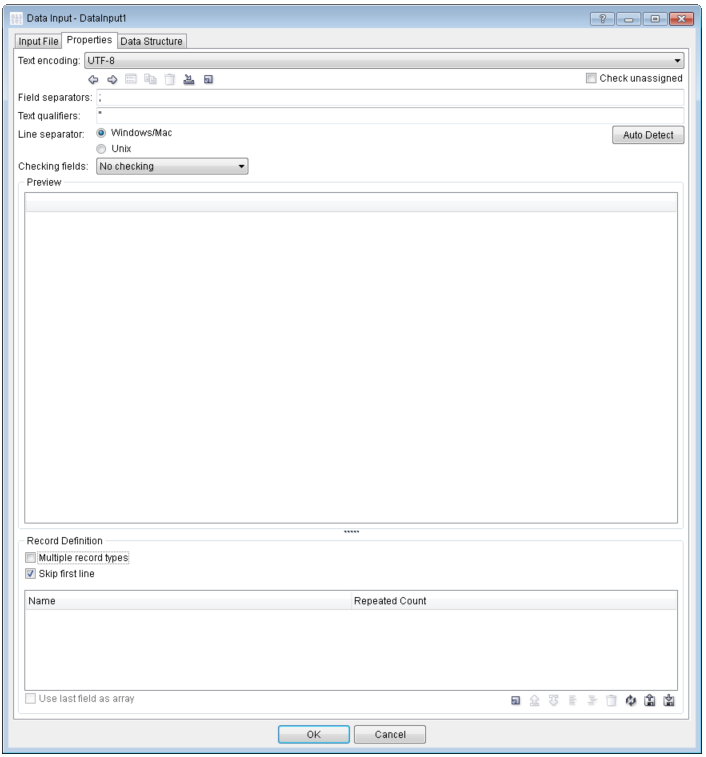 Data Input - DataInput1
Input File Properties Data Structure
Text encoding: UTF-8
Check unassigned
Field separators: ;
Text qualifiers: "
Line separator: Windows/Mac
Auto Detect
Unix
Checking fields: No checking
Preview
Record Definition
Multiple record types
Skip first line
Name Repeated Count
Use last field as array
OK Cancel